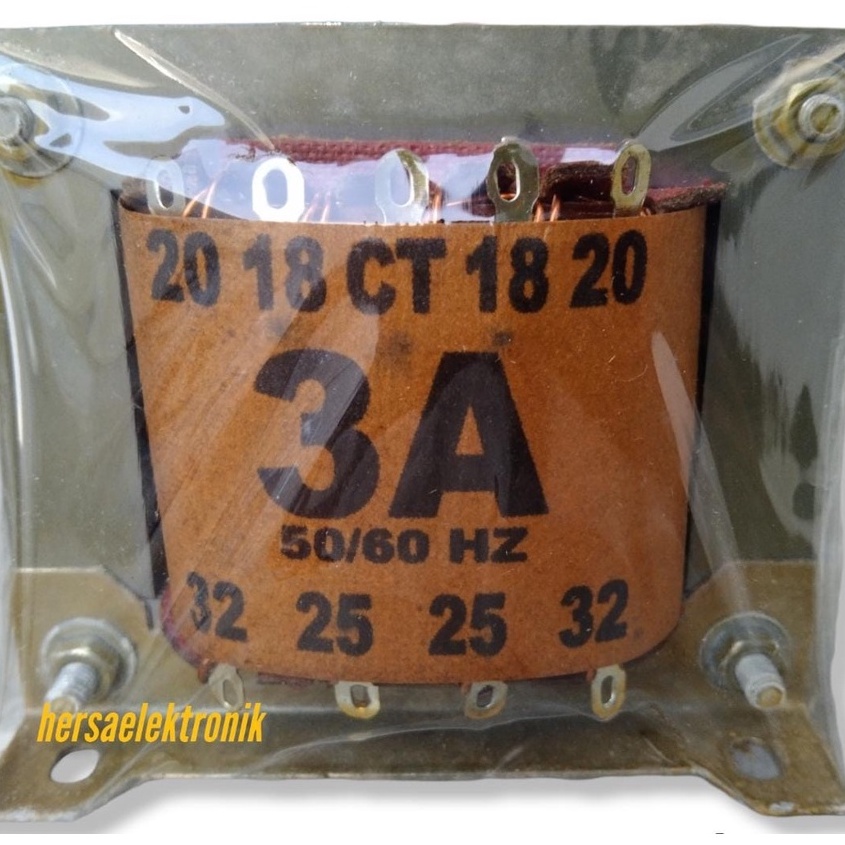 20 18 CT 18 20
3A
50/60 HZ
32 25 25 32
hersaelektronik